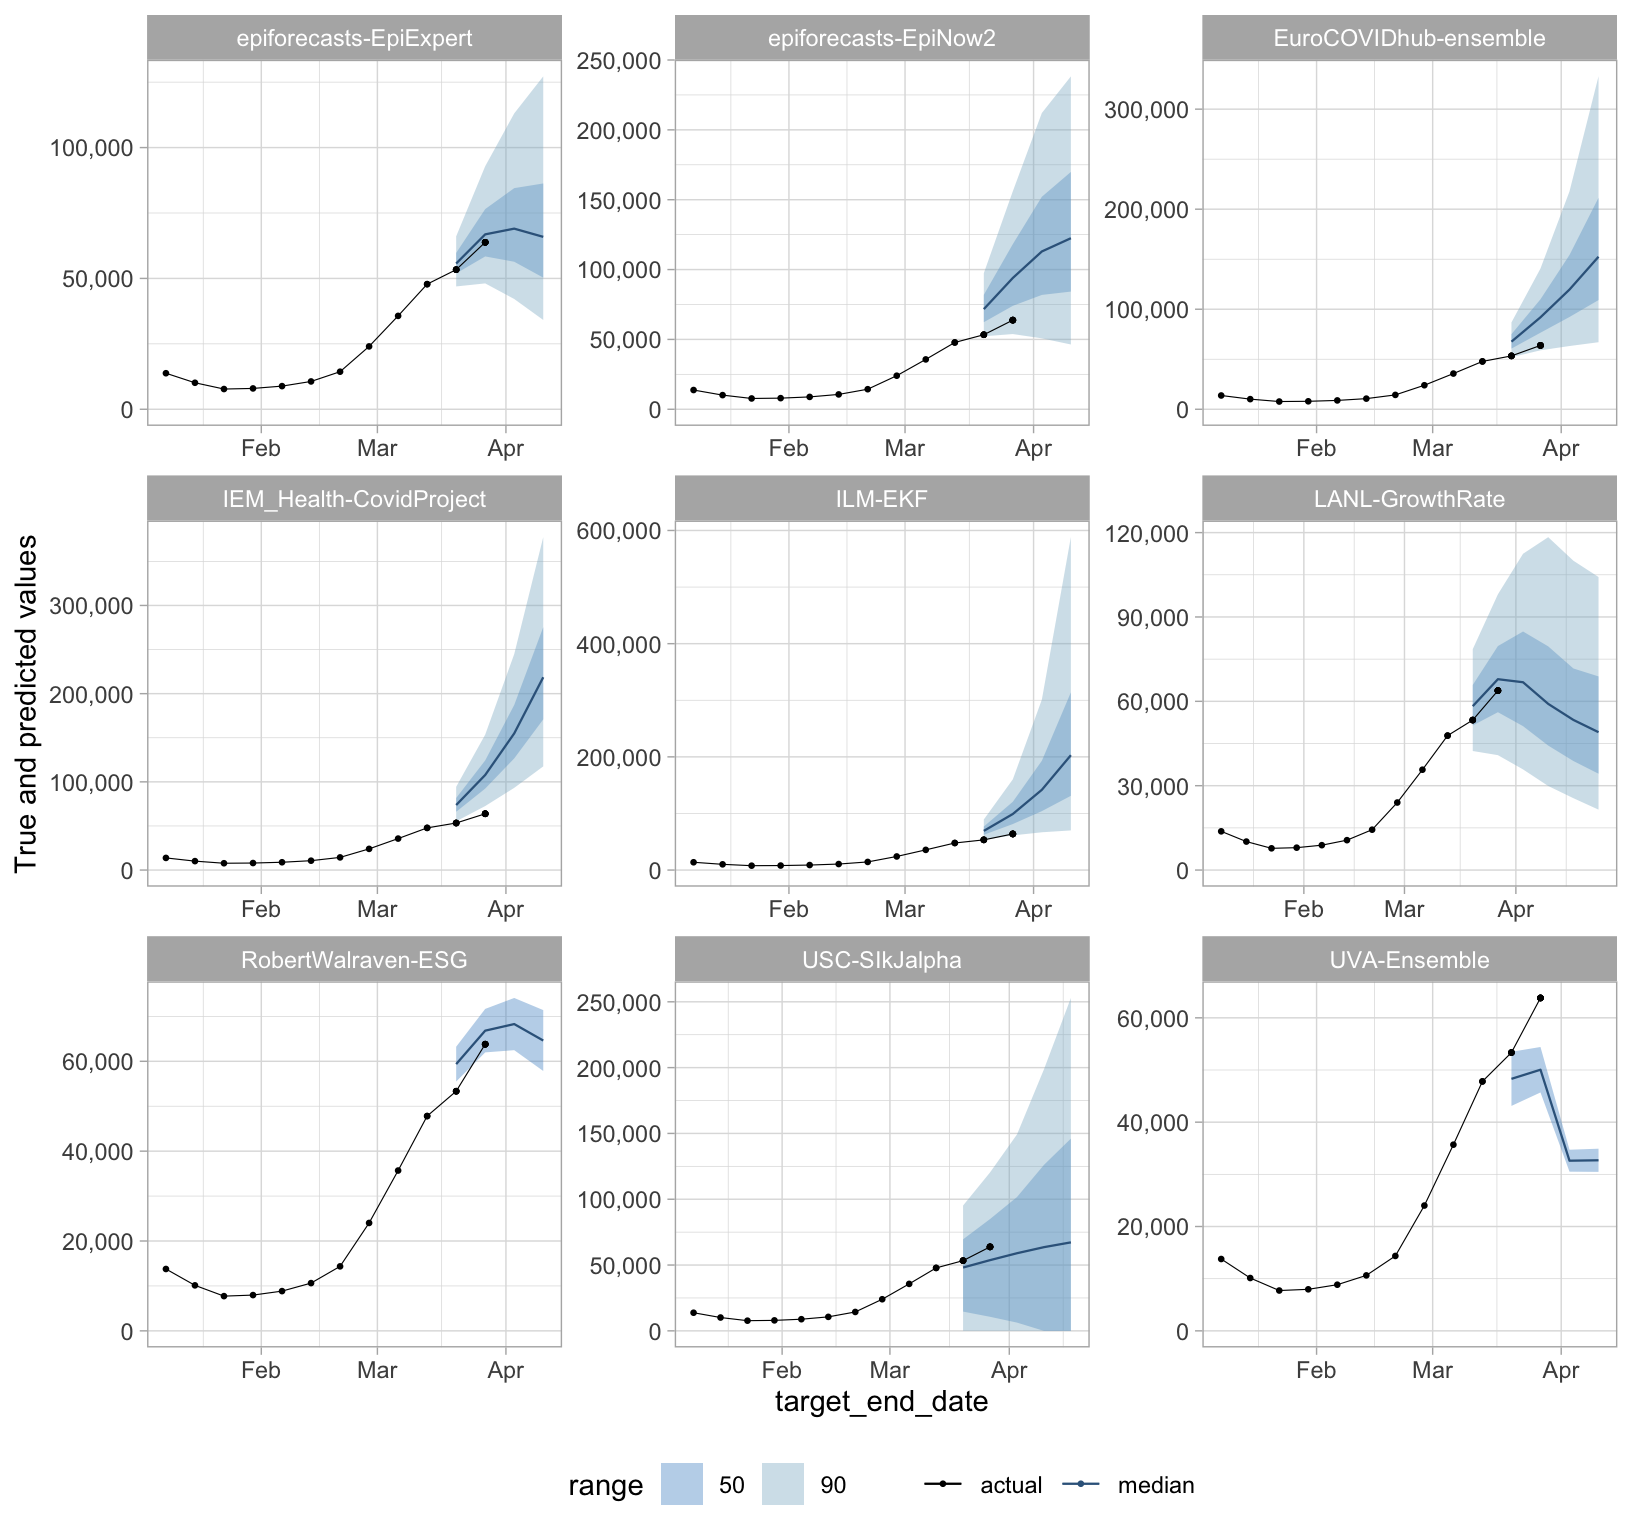 epiforecasts-EpiExpert
epiforecasts-EpiNow2
EuroCOVIDhub-ensemble
100,000
50,000
0
Feb Mar Apr
250,000
200,000
150,000
100,000
50,000
0
Feb Mar Apr
300,000
200,000
100,000
0
Feb Mar Apr
IEM_Health-CovidProject
ILM-EKF
LANL-GrowthRate
300,000
200,000
100,000
0
Feb Mar Apr
600,000
400,000
200,000
0
Feb Mar Apr
120,000
90,000
60,000
30,000
0
Feb Mar Apr
RobertWalraven-ESG
USC-SIkJalpha
UVA-Ensemble
60,000
40,000
20,000
0
Feb Mar Apr
250,000
200,000
150,000
100,000
50,000
0
Feb Mar Apr
60,000
40,000
20,000
0
Feb Mar Apr
True and predicted values
target_end_date
range 50 90 actual median